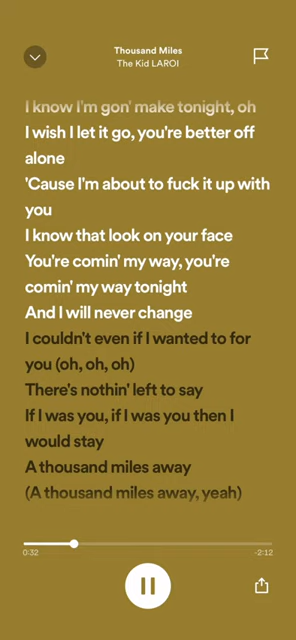 Thousand Miles
The Kid LAROI
I know I'm gon' make tonight, oh
I wish I let it go, you're better off
alone
'Cause I'm about to fuck it up with
you
I know that look on your face
You're comin' my way, you're
comin' my way tonight
And I will never change
I couldn't even if I wanted to for
you (oh, oh, oh)
There's nothin' left to say
If I was you, if I was you then I
would stay
A thousand miles away
(A thousand miles away, yeah)
0:32
-2:12